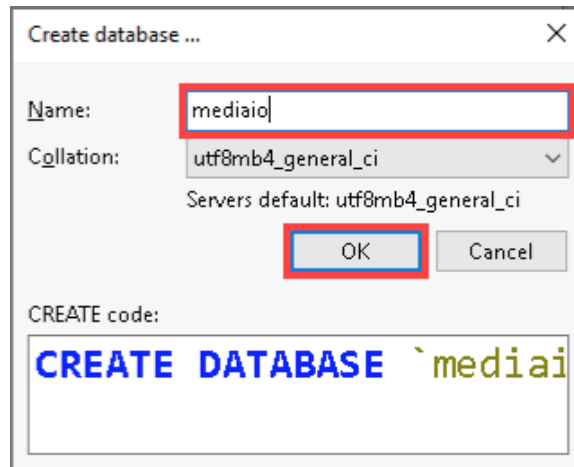 Create database ...
Name: mediaio
Collation: utf8mb4_general_ci
Servers default: utf8mb4_general_ci
OK Cancel
CREATE code:
CREATE DATABASE `mediai